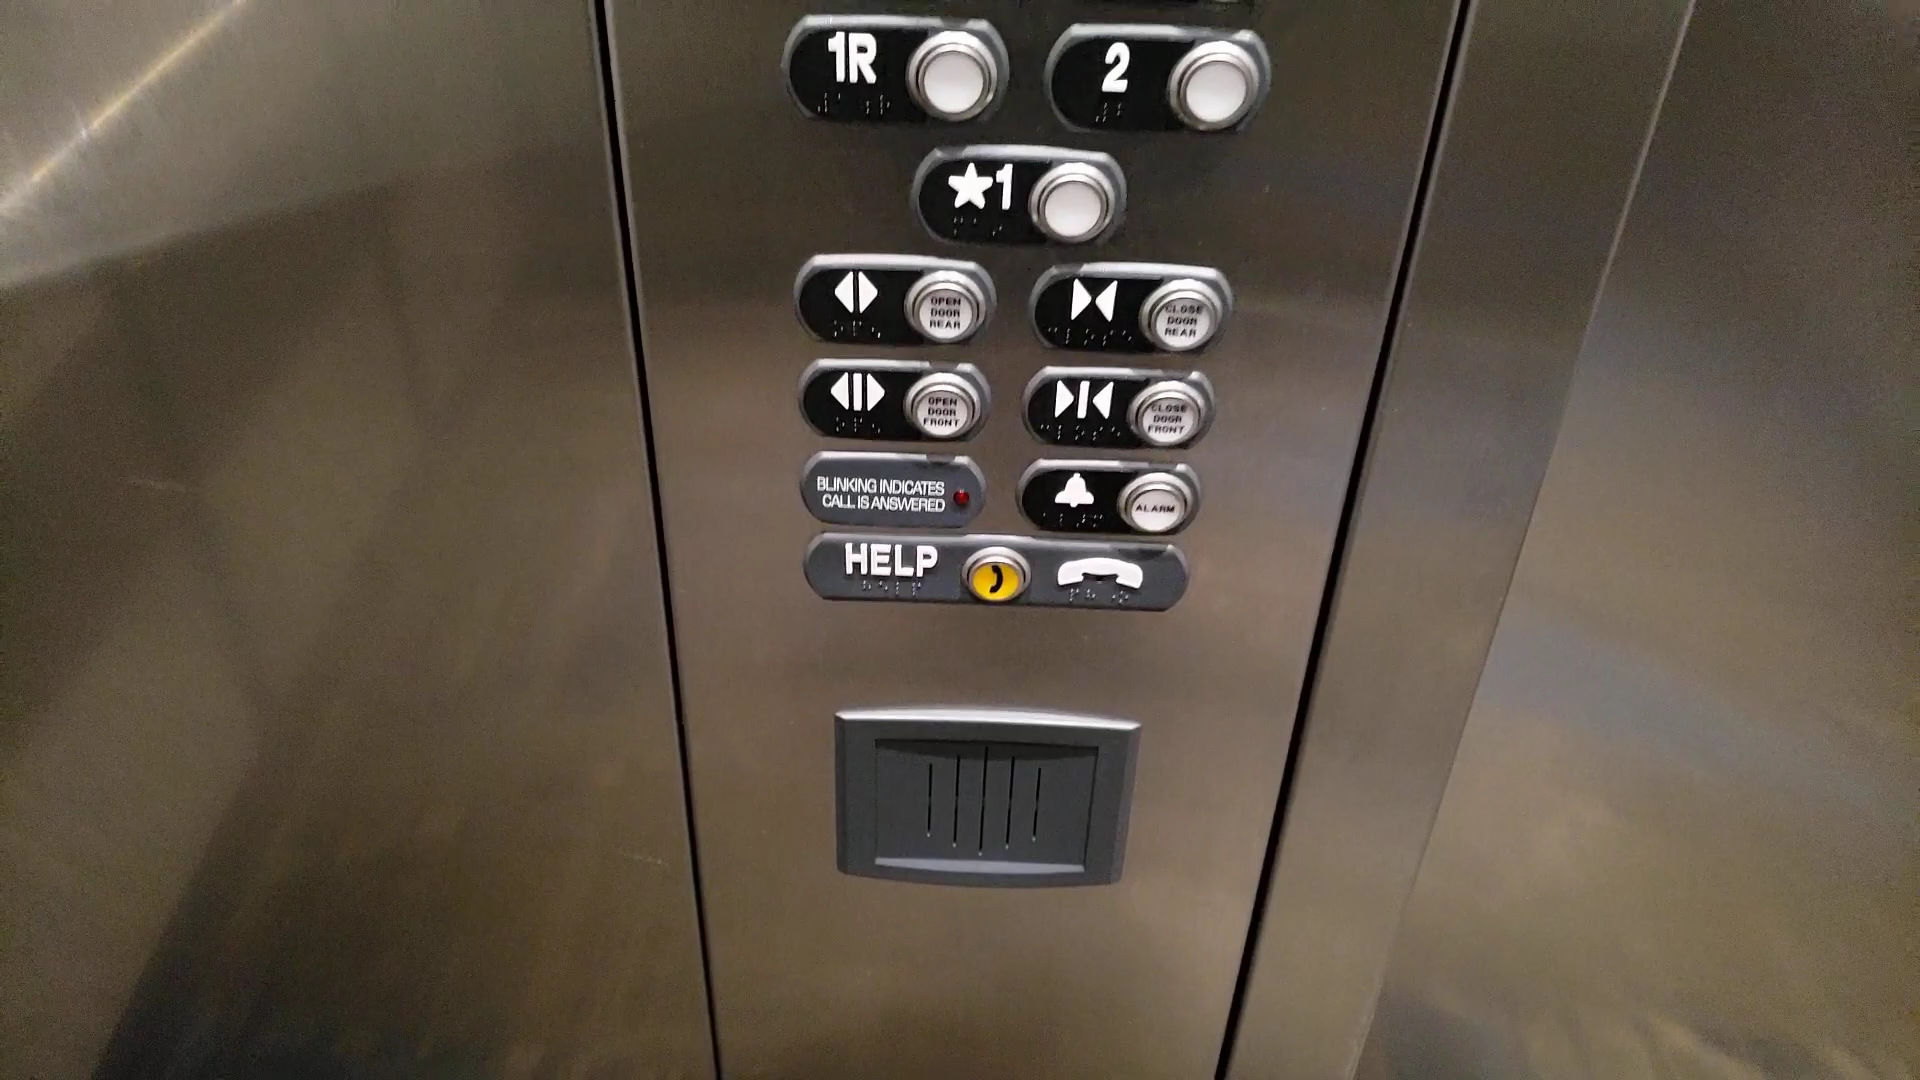 1R
2
★1
OPEN
DOOR
REAR
CLOSE
DOOR
REAR
OPEN
DOOR
FRONT
CLOSE
DOOR
FRONT
BLINKING INDICATES
CALL IS ANSWERED
ALARM
HELP